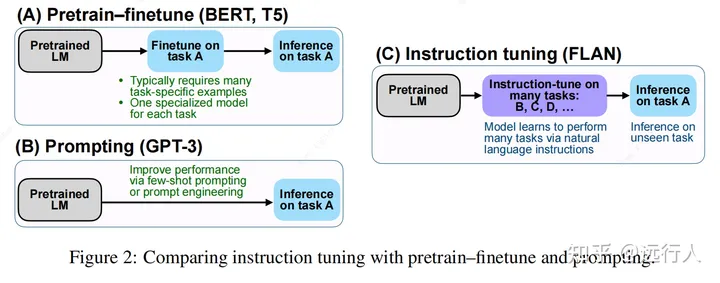 (A) Pretrain–finetune (BERT, T5)
Pretrained
LM
Finetune on
task A
Inference
on task A
• Typically requires many
task-specific examples
• One specialized model
for each task
(B) Prompting (GPT-3)
Pretrained
LM
Improve performance
via few-shot prompting
or prompt engineering
Inference
on task A
(C) Instruction tuning (FLAN)
Pretrained
LM
Instruction-tune on
many tasks:
B, C, D, …
Inference
on task A
Model learns to perform
many tasks via natural
language instructions
Inference on
unseen task
Figure 2: Comparing instruction tuning with pretrain–finetune and prompting.
知乎 @远行人